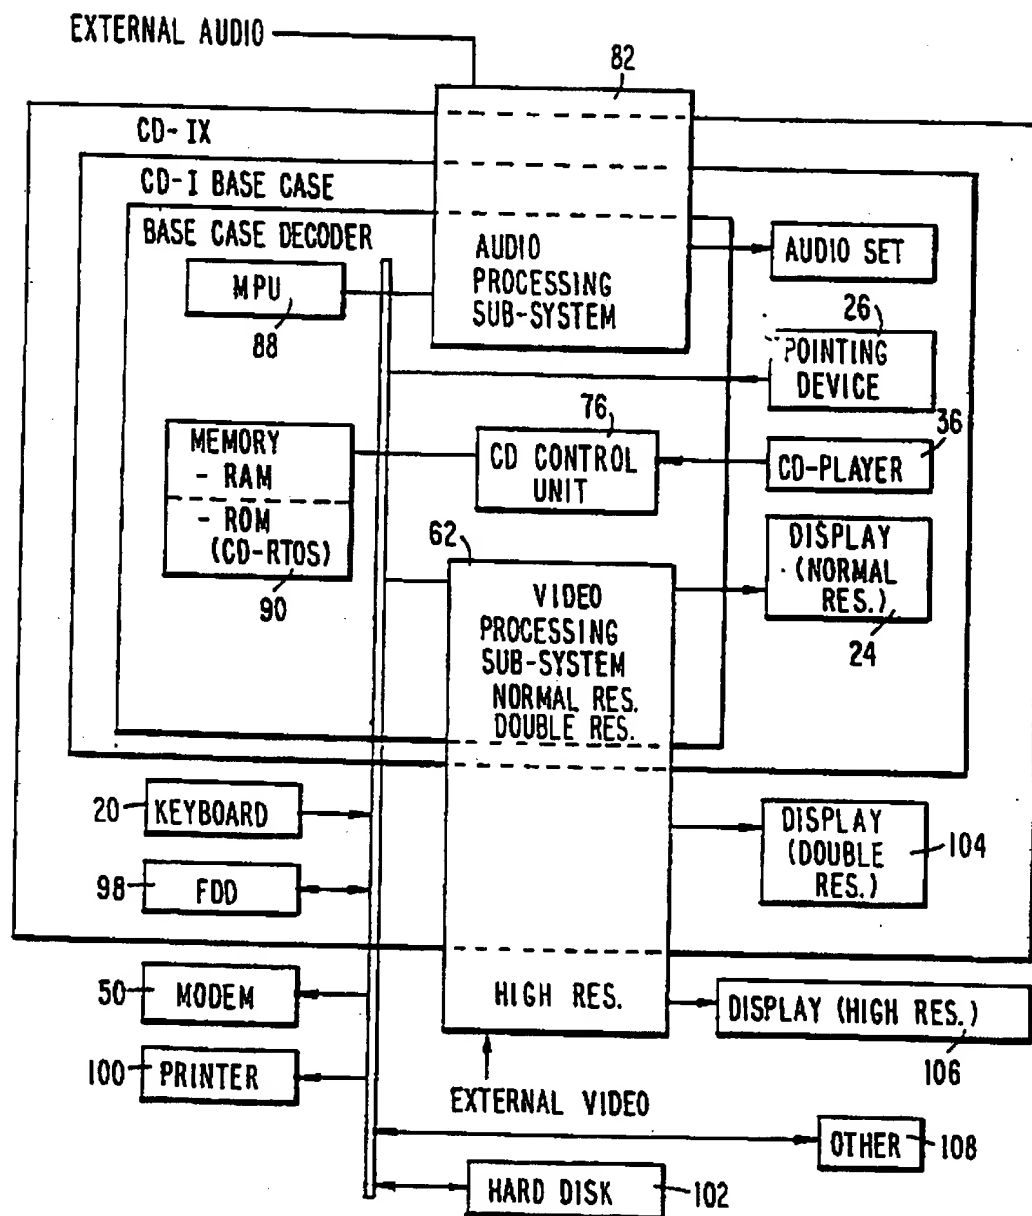 EXTERNAL AUDIO
82
CD-IX
CD-I BASE CASE
BASE CASE DECODER
AUDIO
PROCESSING
SUB-SYSTEM
AUDIO SET
MPU
88
26
POINTING
DEVICE
76
36
MEMORY
- RAM
- ROM
(CD-RTOS)
90
CD CONTROL
UNIT
CD-PLAYER
62
VIDEO
PROCESSING
SUB-SYSTEM
NORMAL RES.
DOUBLE RES.
DISPLAY
(NORMAL
RES.)
24
20
KEYBOARD
DISPLAY
(DOUBLE
RES.)
104
98
FDD
50
MODEM
HIGH RES.
DISPLAY (HIGH RES.)
106
100
PRINTER
EXTERNAL VIDEO
OTHER
108
HARD DISK
102